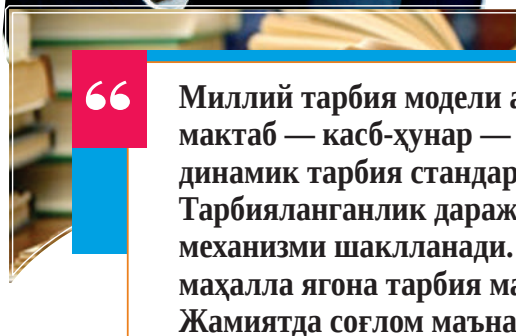 “
Миллий тарбия модели
мактаб — касб-ҳунар —
динамик тарбия
Тарбияланганлик
механизми шаклланади.
маҳалла ягона тарбия
Жамиятда соғлом